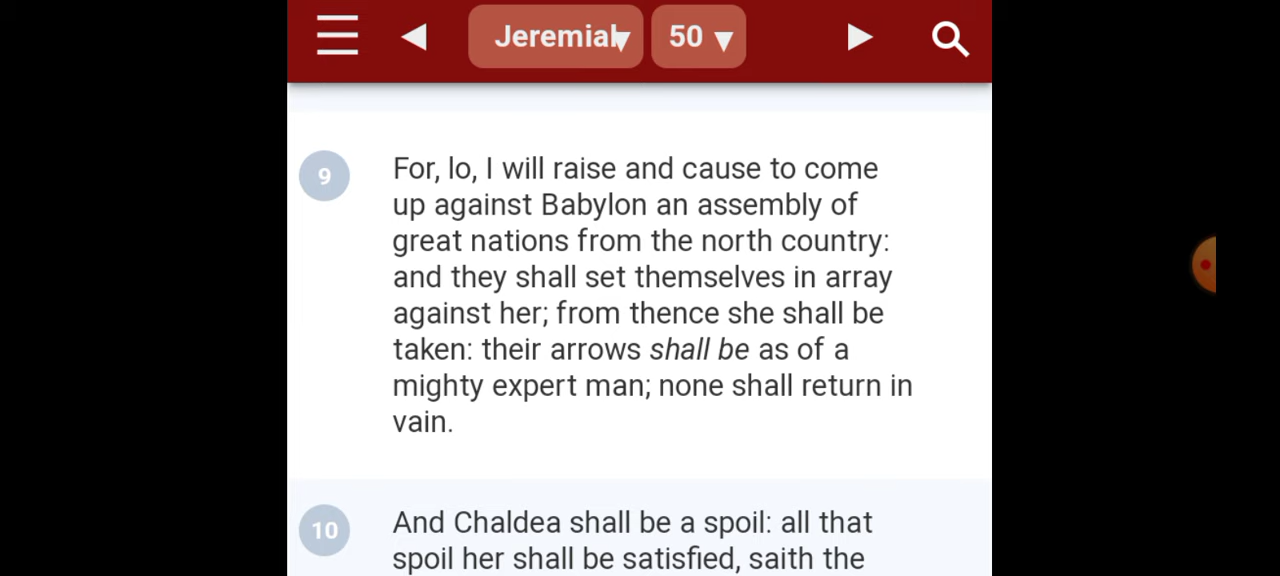 Jeremiah 50
9
For, lo, I will raise and cause to come
up against Babylon an assembly of
great nations from the north country:
and they shall set themselves in array
against her; from thence she shall be
taken: their arrows shall be as of a
mighty expert man; none shall return in
vain.
10
And Chaldea shall be a spoil: all that
spoil her shall be satisfied, saith the